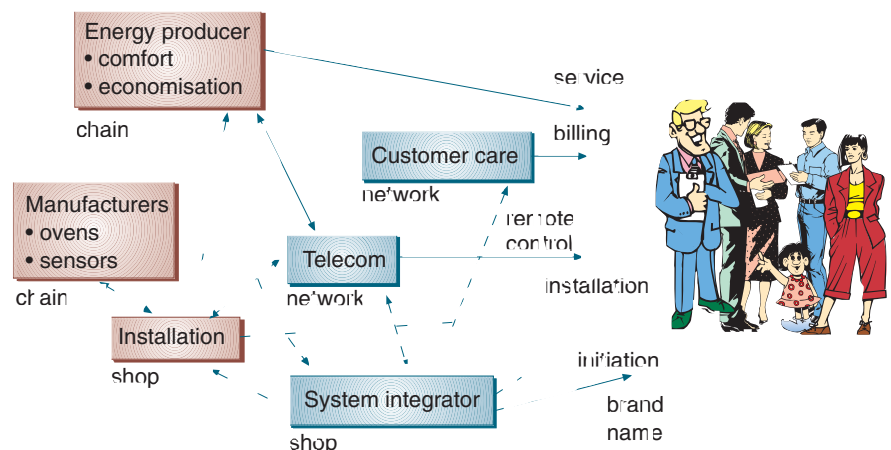 Energy producer
• comfort
• economisation
chain
service
billing
Customer care
network
Manufacturers
• ovens
• sensors
chain
remote
control
Telecom
network
installation
Installation
shop
initiation
System integrator
shop
brand
name